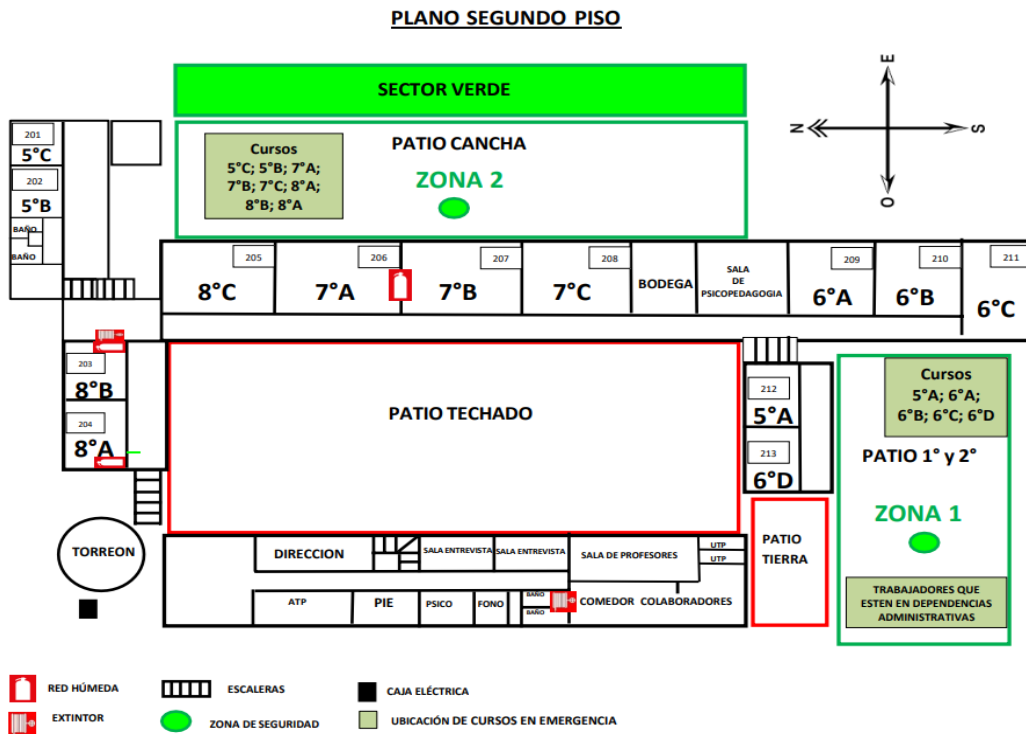 PLANO SEGUNDO PISO
SECTOR VERDE
E
N
S
O
PATIO CANCHA
ZONA 2
Cursos
5°C; 5°B; 7°A;
7°B; 7°C; 8°A;
8°B; 8°A
201
5°C
202
5°B
BAÑO
BAÑO
205
8°C
206
7°A
207
7°B
208
7°C
BODEGA
SALA
DE
PSICOPEDAGOGIA
209
6°A
210
6°B
211
6°C
203
8°B
204
8°A
PATIO TECHADO
212
5°A
213
6°D
Cursos
5°A; 6°A;
6°B; 6°C; 6°D
PATIO 1° y 2°
ZONA 1
TRABAJADORES QUE
ESTEN EN DEPENDENCIAS
ADMINISTRATIVAS
PATIO
TIERRA
TORREON
DIRECCION
SALA ENTREVISTA
SALA ENTREVISTA
SALA DE PROFESORES
UTP
UTP
ATP
PIE
PSICO
FONO
BAÑO
BAÑO
COMEDOR COLABORADORES
RED HÚMEDA
ESCALERAS
CAJA ELÉCTRICA
EXTINTOR
ZONA DE SEGURIDAD
UBICACIÓN DE CURSOS EN EMERGENCIA